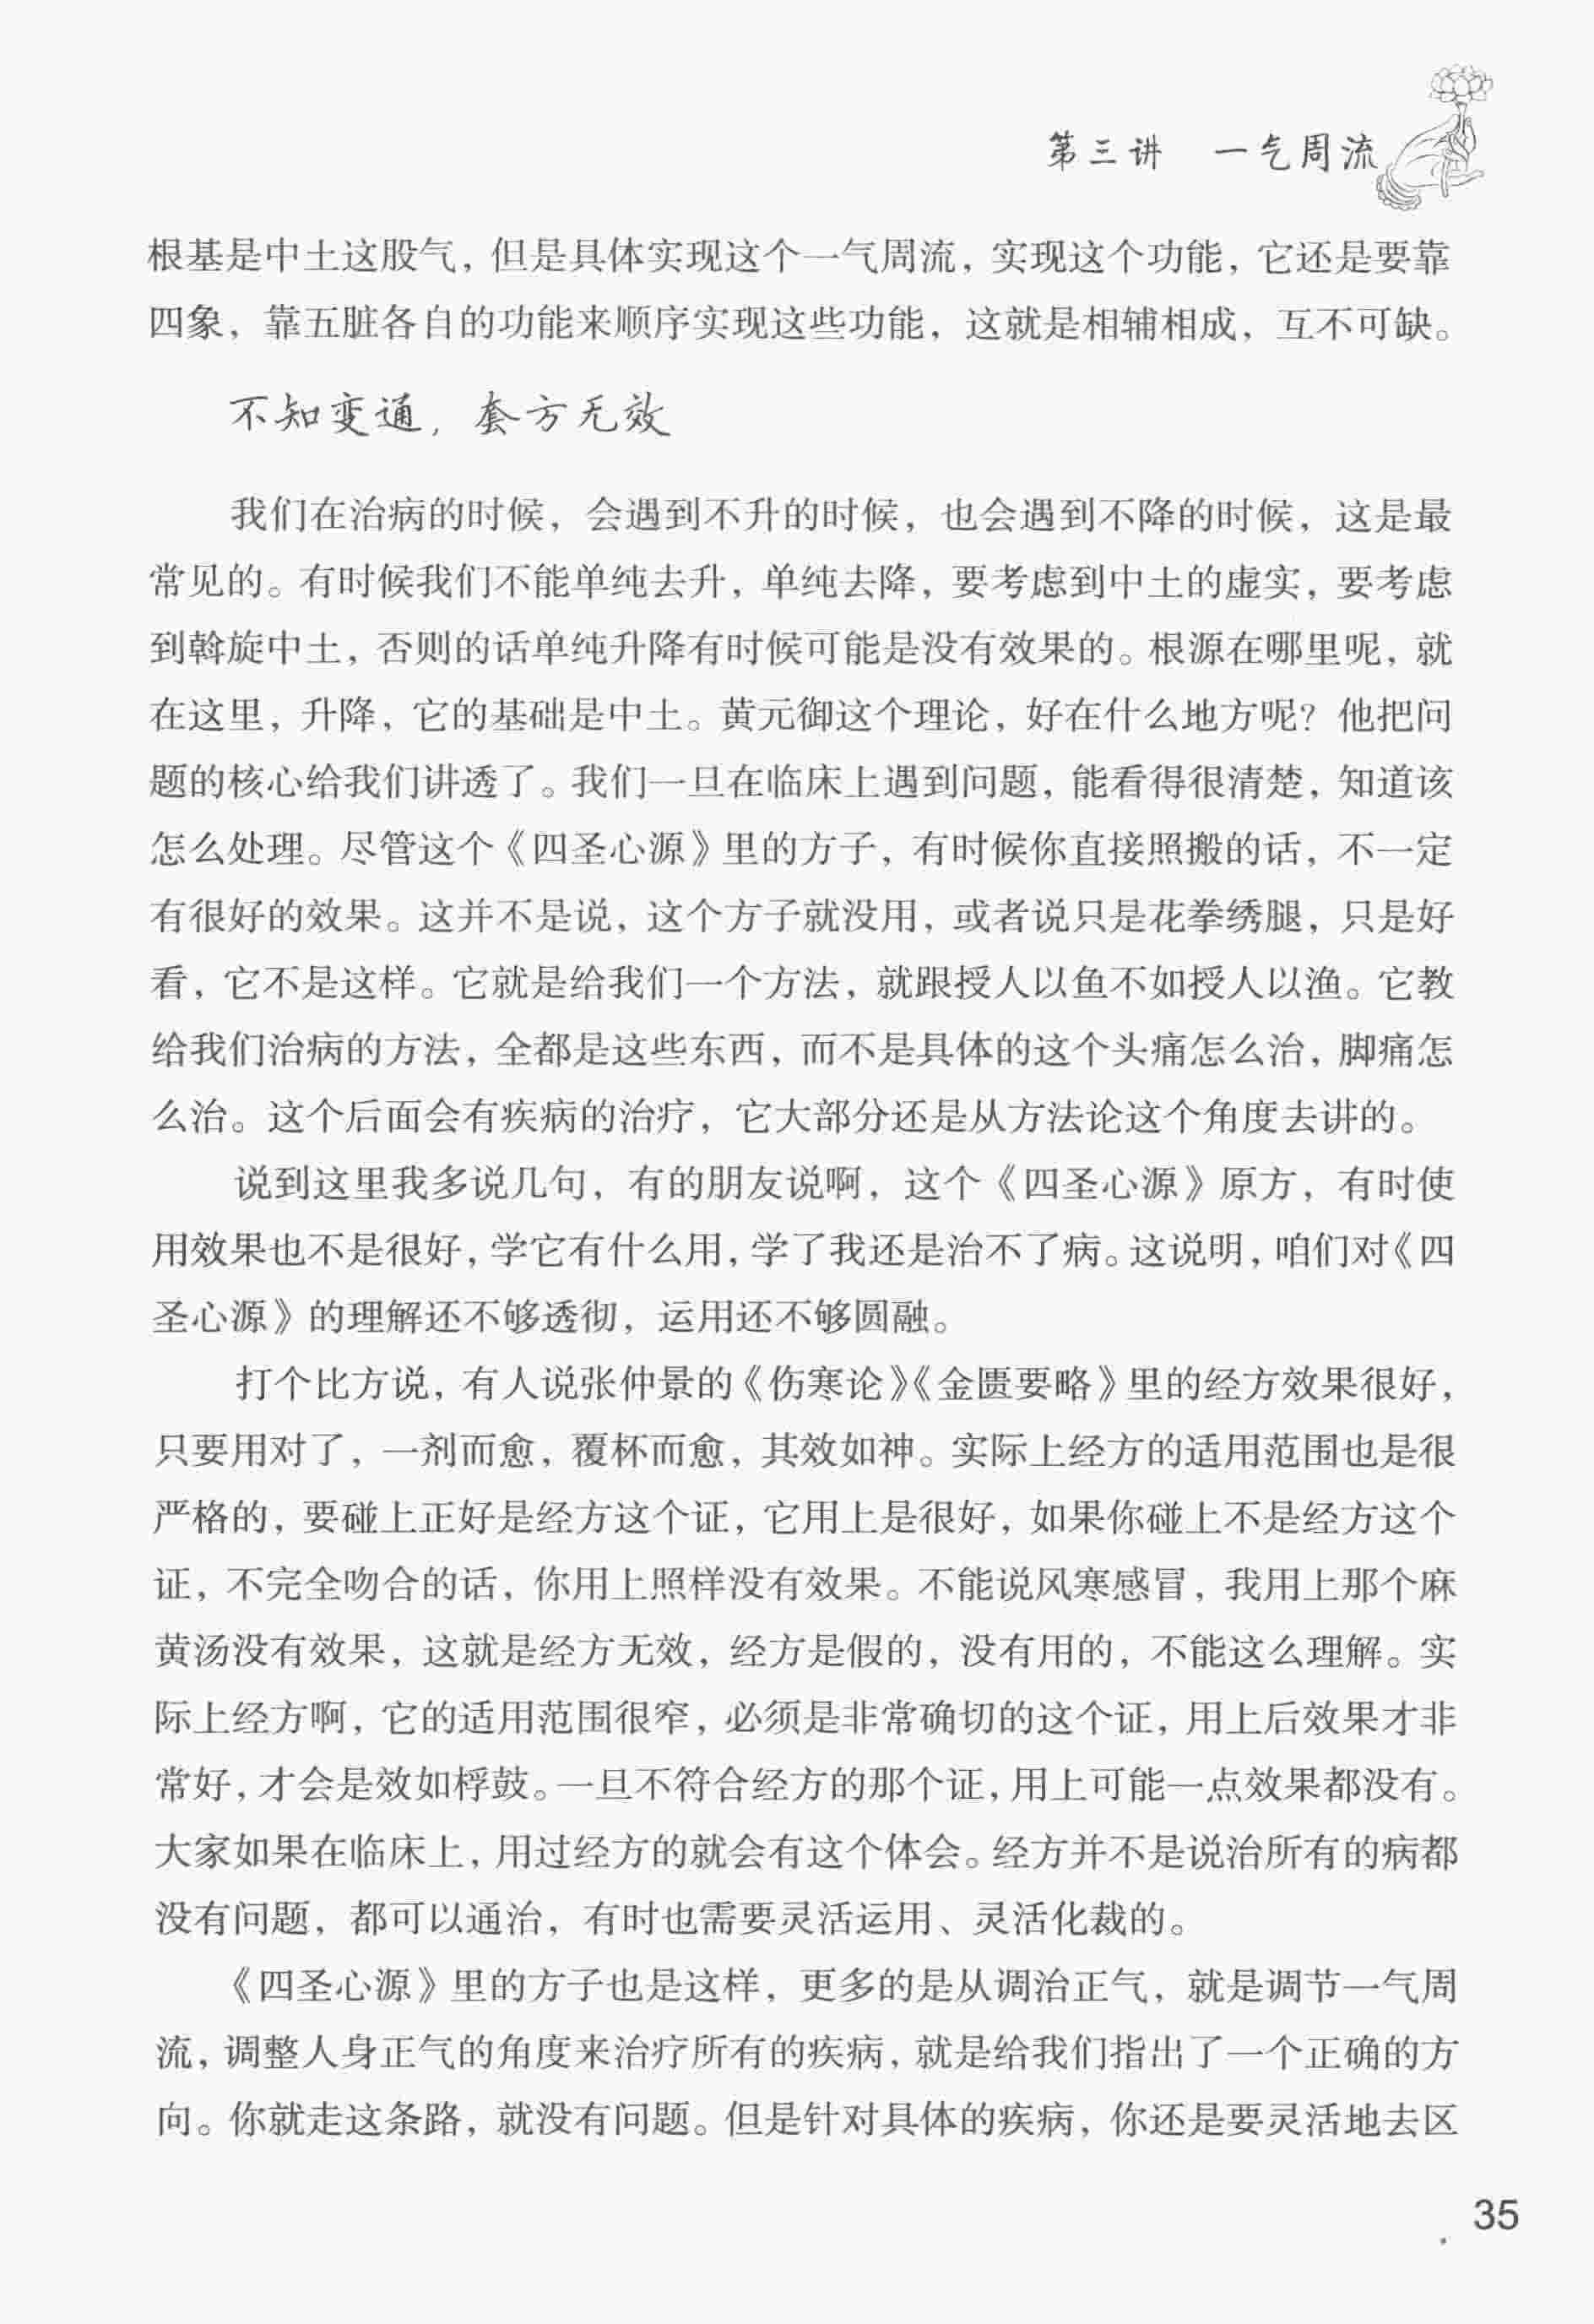 第三讲　一气周流
根基是中土这股气，但是具体实现这个一气周流，实现这个功能，它还是要靠
四象，靠五脏各自的功能来顺序实现这些功能，这就是相辅相成，互不可缺。
不知变通，套方无效
我们在治病的时候，会遇到不升的时候，也会遇到不降的时候，这是最
常见的。有时候我们不能单纯去升，单纯去降，要考虑到中土的虚实，要考虑
到斡旋中土，否则的话单纯升降有时候可能是没有效果的。根源在哪里呢，就
在这里，升降，它的基础是中土。黄元御这个理论，好在什么地方呢？他把问
题的核心给我们讲透了。我们一旦在临床上遇到问题，能看得很清楚，知道该
怎么处理。尽管这个《四圣心源》里的方子，有时候你直接照搬的话，不一定
有很好的效果。这并不是说，这个方子就没用，或者说只是花拳绣腿，只是好
看，它不是这样。它就是给我们一个方法，就跟授人以鱼不如授人以渔。它教
给我们治病的方法，全都是这些东西，而不是具体的这个头痛怎么治，脚痛怎
么治。这个后面会有疾病的治疗，它大部分还是从方法论这个角度去讲的。
说到这里我多说几句，有的朋友说啊，这个《四圣心源》原方，有时使
用效果也不是很好，学它有什么用，学了我还是治不了病。这说明，咱们对《四
圣心源》的理解还不够透彻，运用还不够圆融。
打个比方说，有人说张仲景的《伤寒论》《金匮要略》里的经方效果很好，
只要用对了，一剂而愈，覆杯而愈，其效如神。实际上经方的适用范围也是很
严格的，要碰上正好是经方这个证，它用上是很好，如果你碰上不是经方这个
证，不完全吻合的话，你用上照样没有效果。不能说风寒感冒，我用上那个麻
黄汤没有效果，这就是经方无效，经方是假的，没有用的，不能这么理解。实
际上经方啊，它的适用范围很窄，必须是非常确切的这个证，用上后效果才非
常好，才会是效如桴鼓。一旦不符合经方的那个证，用上可能一点效果都没有。
大家如果在临床上，用过经方的就会有这个体会。经方并不是说治所有的病都
没有问题，都可以通治，有时也需要灵活运用、灵活化裁的。
《四圣心源》里的方子也是这样，更多的是从调治正气，就是调节一气周
流，调整人身正气的角度来治疗所有的疾病，就是给我们指出了一个正确的方
向。你就走这条路，就没有问题。但是针对具体的疾病，你还是要灵活地去区
35